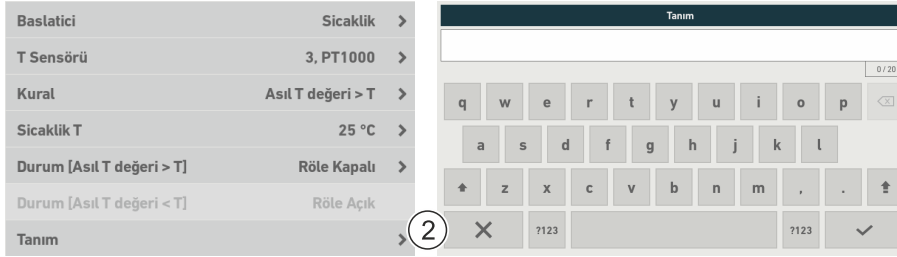 Baslatici Sicaklik
T Sensörü 3, PT1000
Kural Asıl T değeri > T
Sicaklik T 25 °C
Durum [Asıl T değeri > T] Röle Kapalı
Durum [Asıl T değeri < T] Röle Açık
Tanım
2
Tanım
0 / 20
q w e r t y u i o p
a s d f g h j k l
z x c v b n m , .
?123 ?123